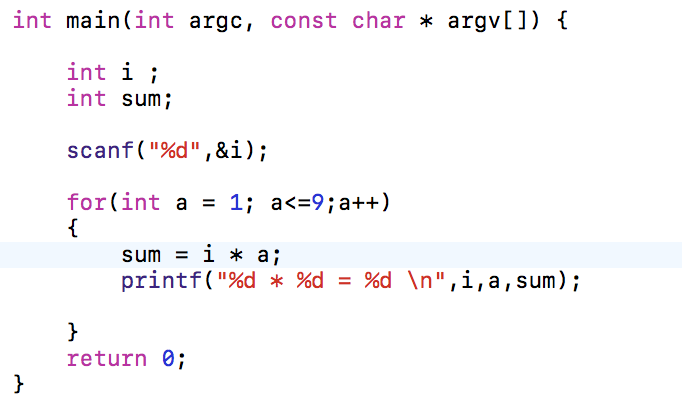 int main(int argc, const char * argv[]) {
int i ;
int sum;
scanf("%d",&i);
for(int a = 1; a<=9;a++)
{
sum = i * a;
printf("%d * %d = %d \n",i,a,sum);
}
return 0;
}